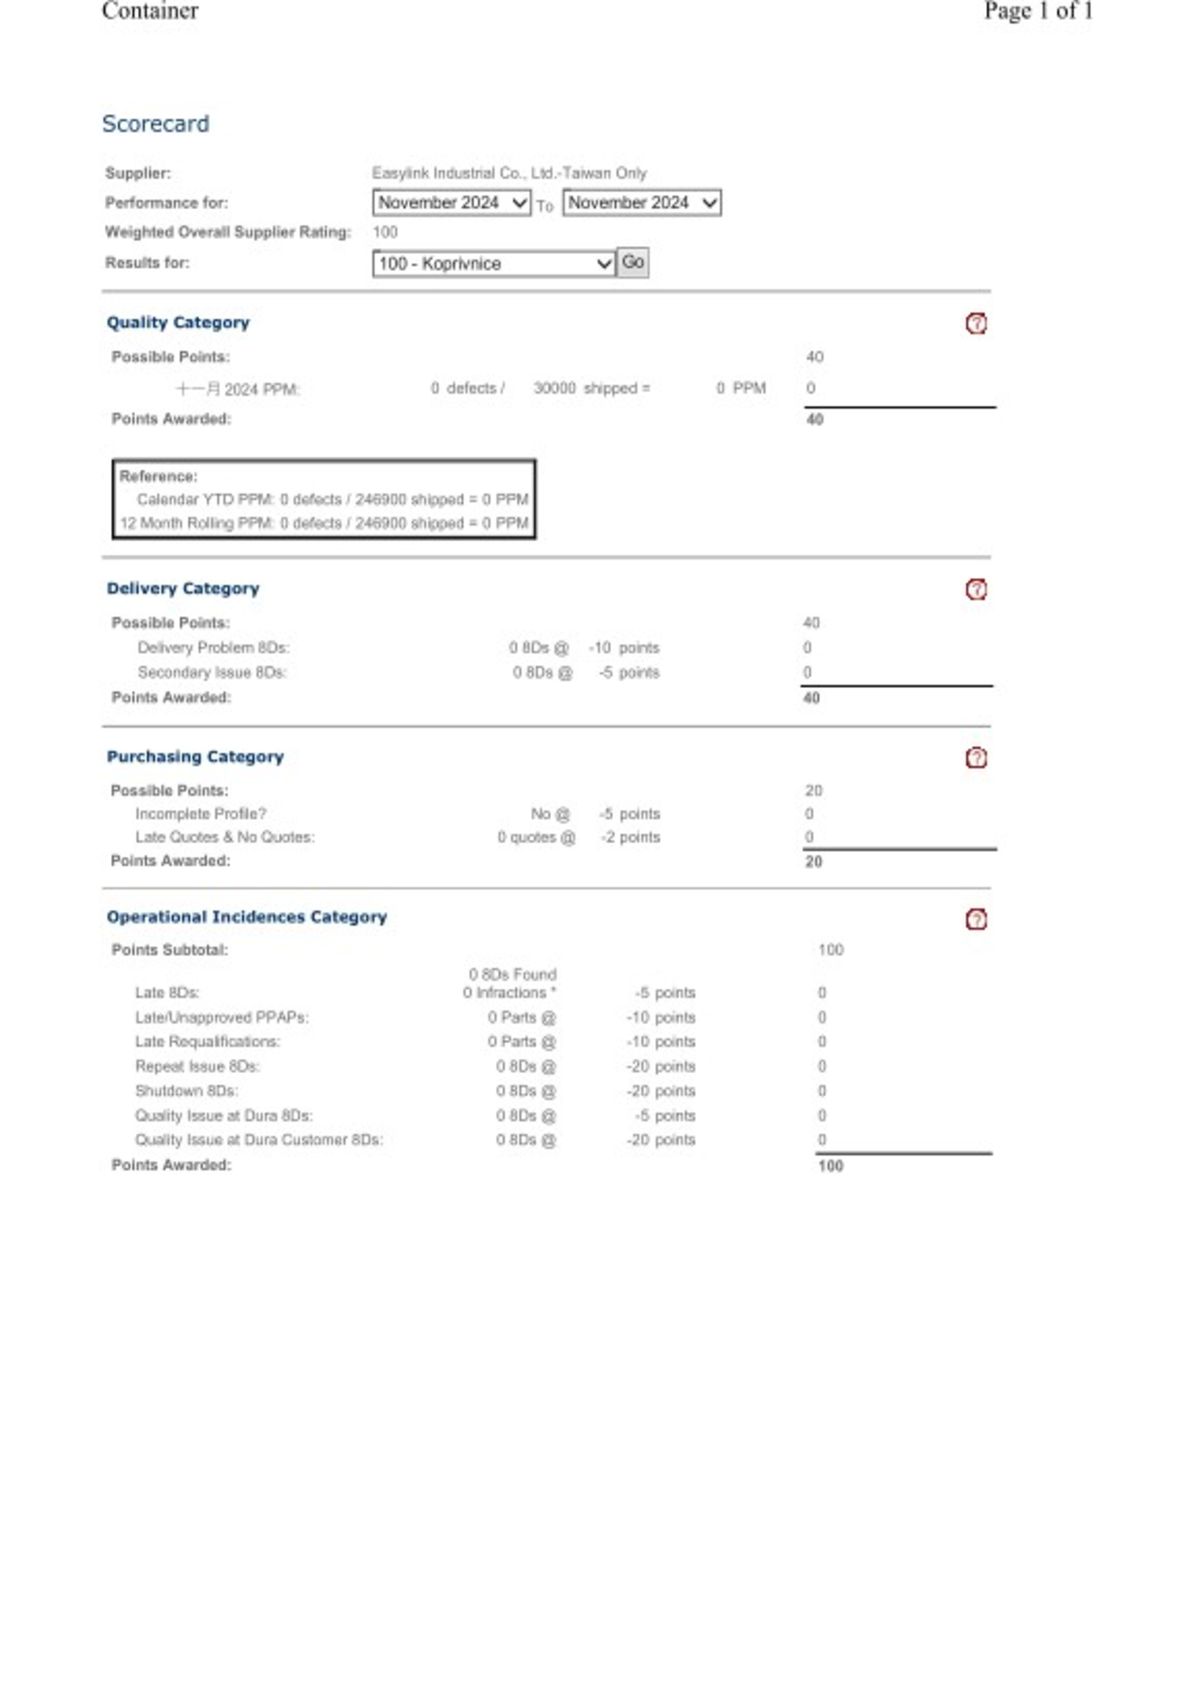 Container Page 1 of 1
Scorecard
Supplier: Easylink Industrial Co., Ltd.-Taiwan Only
Performance for: November 2024 To November 2024
Weighted Overall Supplier Rating: 100
Results for: 100 - Koprivnice Go
Quality Category ?
Possible Points: 40
十一月 2024 PPM: 0 defects / 30000 shipped = 0 PPM 0
Points Awarded: 40
Reference:
Calendar YTD PPM: 0 defects / 246900 shipped = 0 PPM
12 Month Rolling PPM: 0 defects / 246900 shipped = 0 PPM
Delivery Category ?
Possible Points: 40
Delivery Problem 8Ds: 0 8Ds @ -10 points 0
Secondary Issue 8Ds: 0 8Ds @ -5 points 0
Points Awarded: 40
Purchasing Category ?
Possible Points: 20
Incomplete Profile? No @ -5 points 0
Late Quotes & No Quotes: 0 quotes @ -2 points 0
Points Awarded: 20
Operational Incidences Category ?
Points Subtotal: 100
0 8Ds Found
Late 8Ds: 0 Infractions * -5 points 0
Late/Unapproved PPAPs: 0 Parts @ -10 points 0
Late Requalifications: 0 Parts @ -10 points 0
Repeat Issue 8Ds: 0 8Ds @ -20 points 0
Shutdown 8Ds: 0 8Ds @ -20 points 0
Quality Issue at Dura 8Ds: 0 8Ds @ -5 points 0
Quality Issue at Dura Customer 8Ds: 0 8Ds @ -20 points 0
Points Awarded: 100